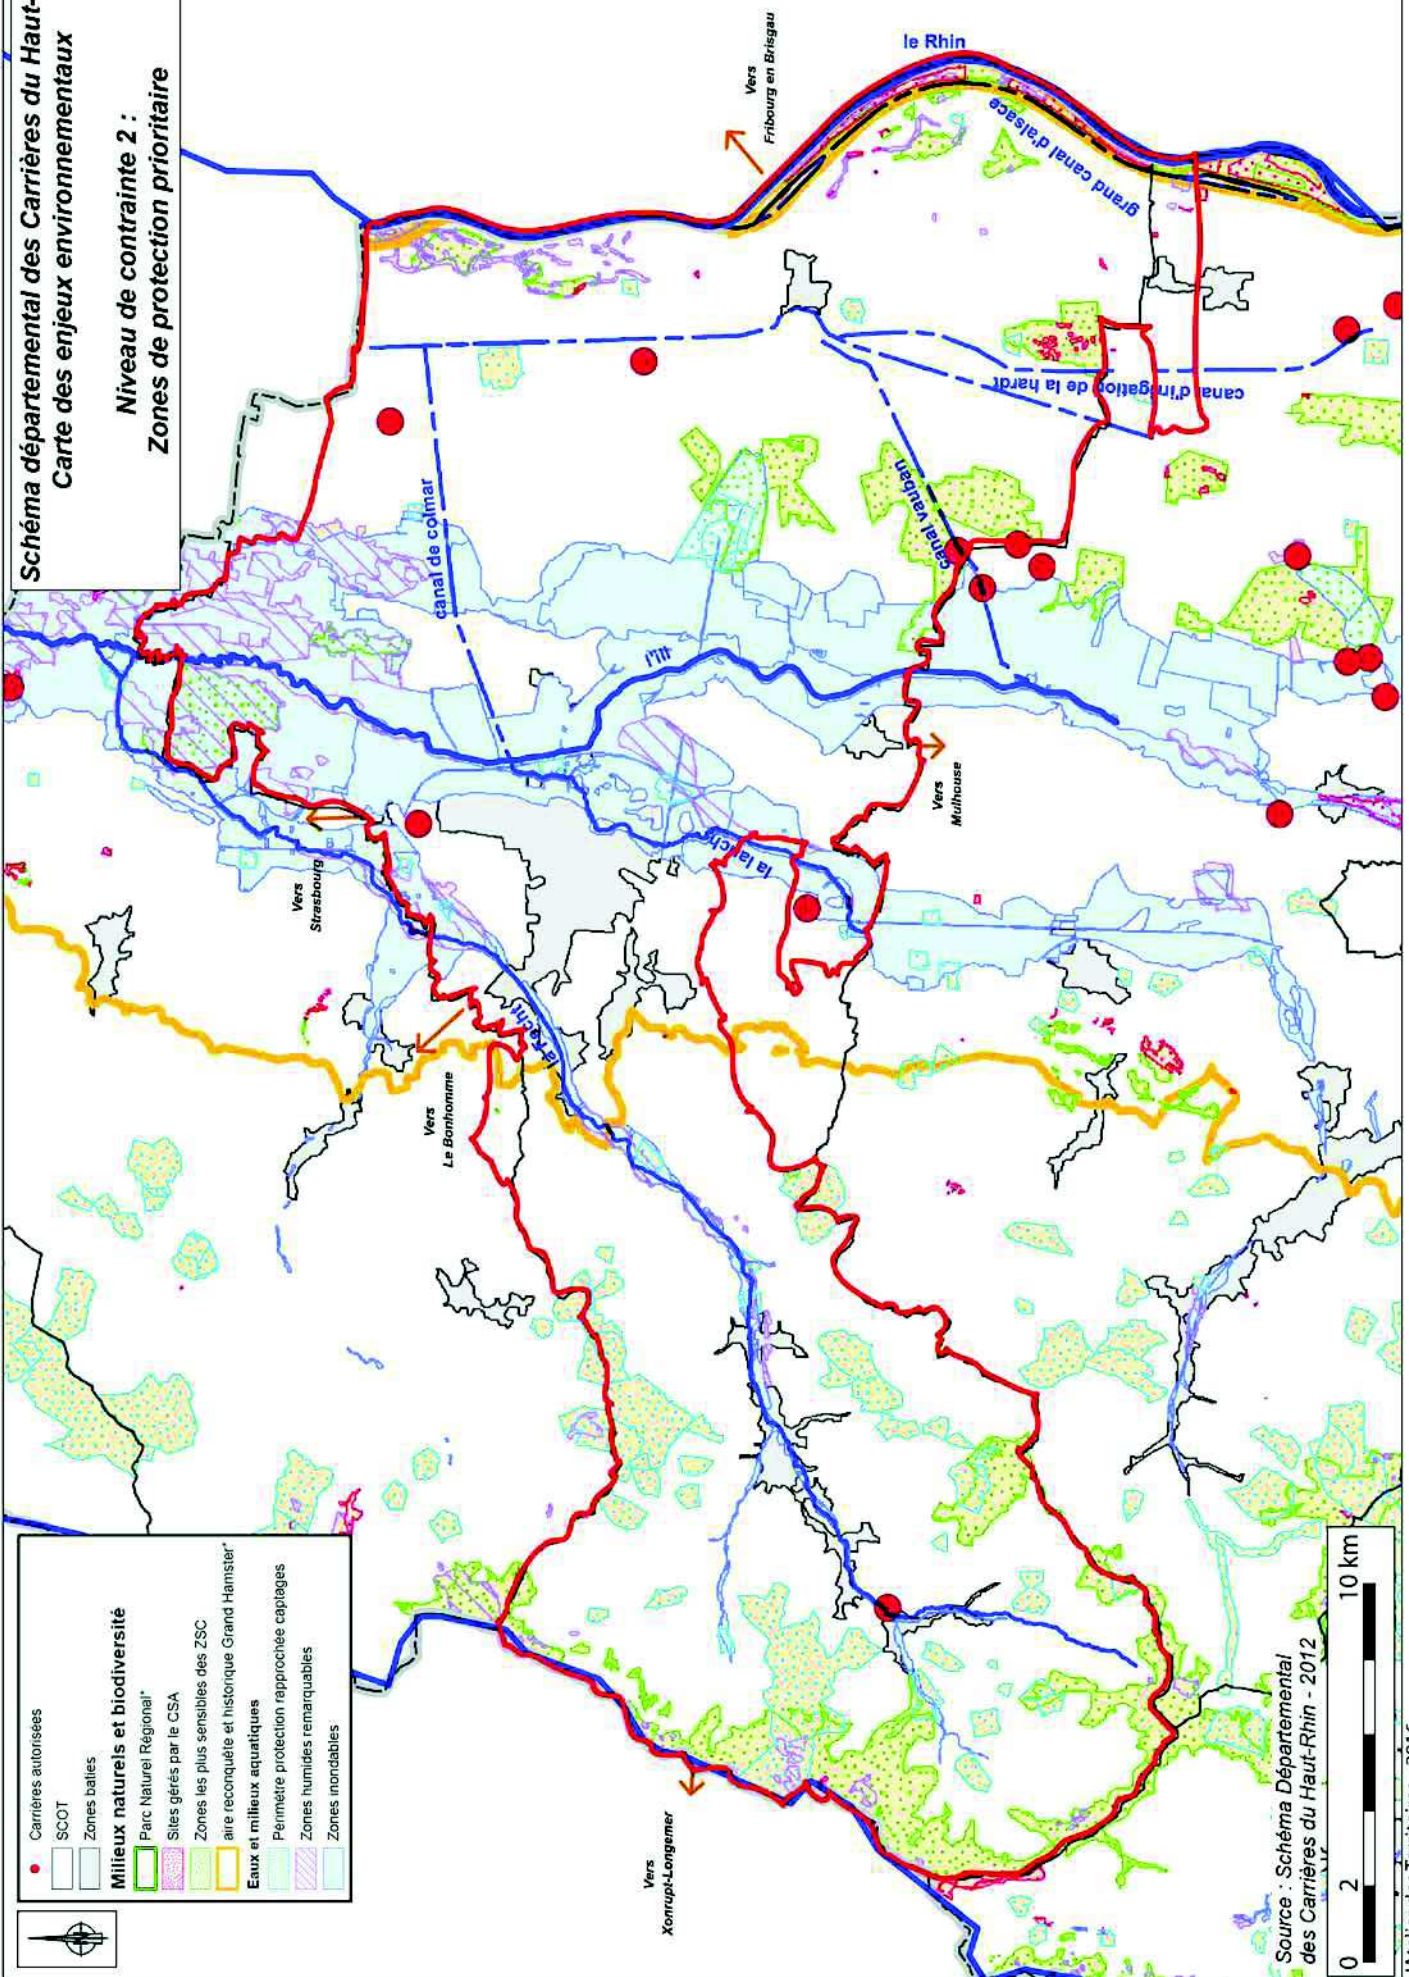 Schéma départemental des Carrières du Haut-
Carte des enjeux environnementaux
Niveau de contrainte 2 :
Zones de protection prioritaire
Carrières autorisées
SCOT
Zones baties
Milieux naturels et biodiversité
Parc Naturel Régional*
Sites gérés par le CSA
Zones les plus sensibles des ZSC
aire reconquête et historique Grand Hamster*
Eaux et milieux aquatiques
Périmètre protection rapprochée captages
Zones humides remarquables
Zones inondables
Vers
Strasbourg
Vers
Le Bonhomme
Vers
Xonrupt-Longemer
Vers
Mulhouse
Vers
Fribourg en Brisgau
le Rhin
grand canal d'alsace
canal de colmar
canal vauban
canal d'irrigation de la hardt
Ill
la lauch
la Fecht
Source : Schéma Départemental
des Carrières du Haut-Rhin - 2012
0 2 10 km